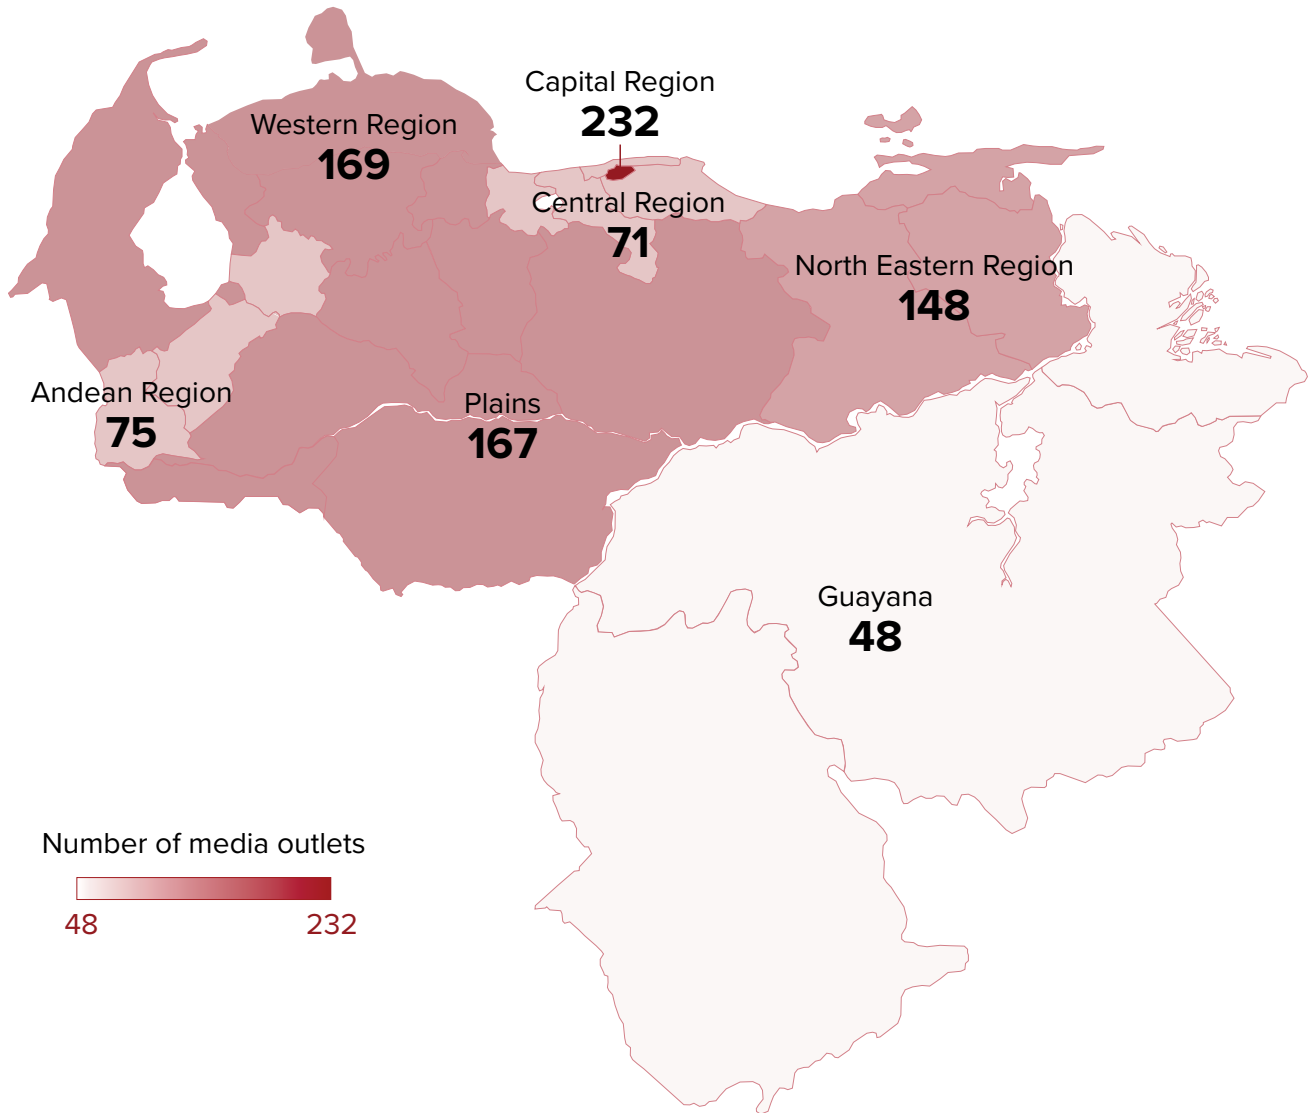 Capital Region
232
Western Region
169
Central Region
71
North Eastern Region
148
Andean Region
75
Plains
167
Guayana
48
Number of media outlets
48
232